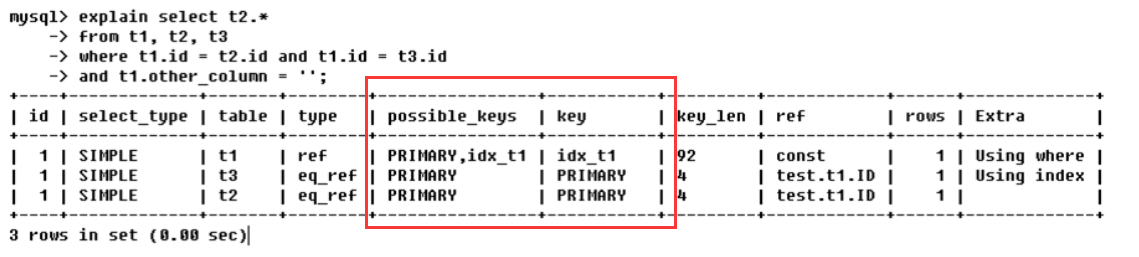 mysql> explain select t2.*
    -> from t1, t2, t3
    -> where t1.id = t2.id and t1.id = t3.id
    -> and t1.other_column = '';
+----+-------------+-------+--------+----------------+---------+---------+------------+------+-------------+
| id | select_type | table | type   | possible_keys  | key     | key_len | ref        | rows | Extra       |
+----+-------------+-------+--------+----------------+---------+---------+------------+------+-------------+
|  1 | SIMPLE      | t1    | ref    | PRIMARY,idx_t1 | idx_t1  | 92      | const      |    1 | Using where |
|  1 | SIMPLE      | t3    | eq_ref | PRIMARY        | PRIMARY | 4       | test.t1.ID |    1 | Using index |
|  1 | SIMPLE      | t2    | eq_ref | PRIMARY        | PRIMARY | 4       | test.t1.ID |    1 |             |
+----+-------------+-------+--------+----------------+---------+---------+------------+------+-------------+
3 rows in set (0.00 sec)